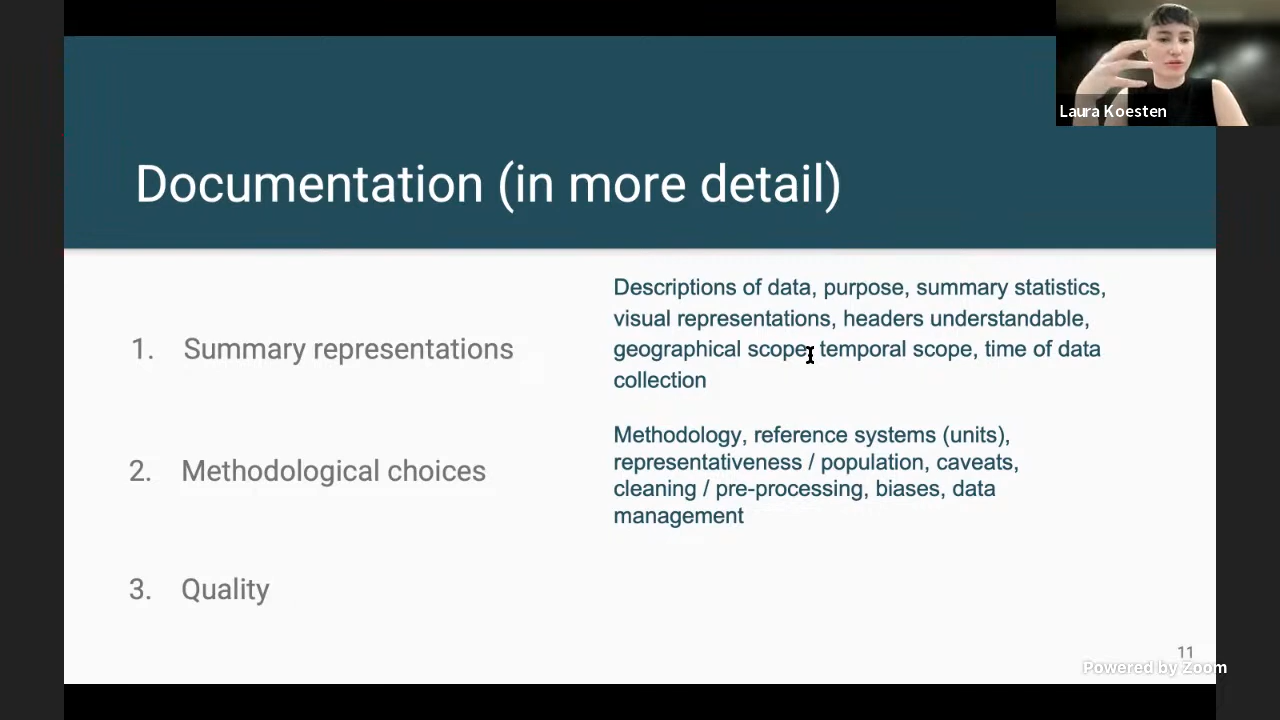 Laura Koesten
Documentation (in more detail)
1. Summary representations
Descriptions of data, purpose, summary statistics,
visual representations, headers understandable,
geographical scope, temporal scope, time of data
collection
2. Methodological choices
Methodology, reference systems (units),
representativeness / population, caveats,
cleaning / pre-processing, biases, data
management
3. Quality
11
Powered by Zoom